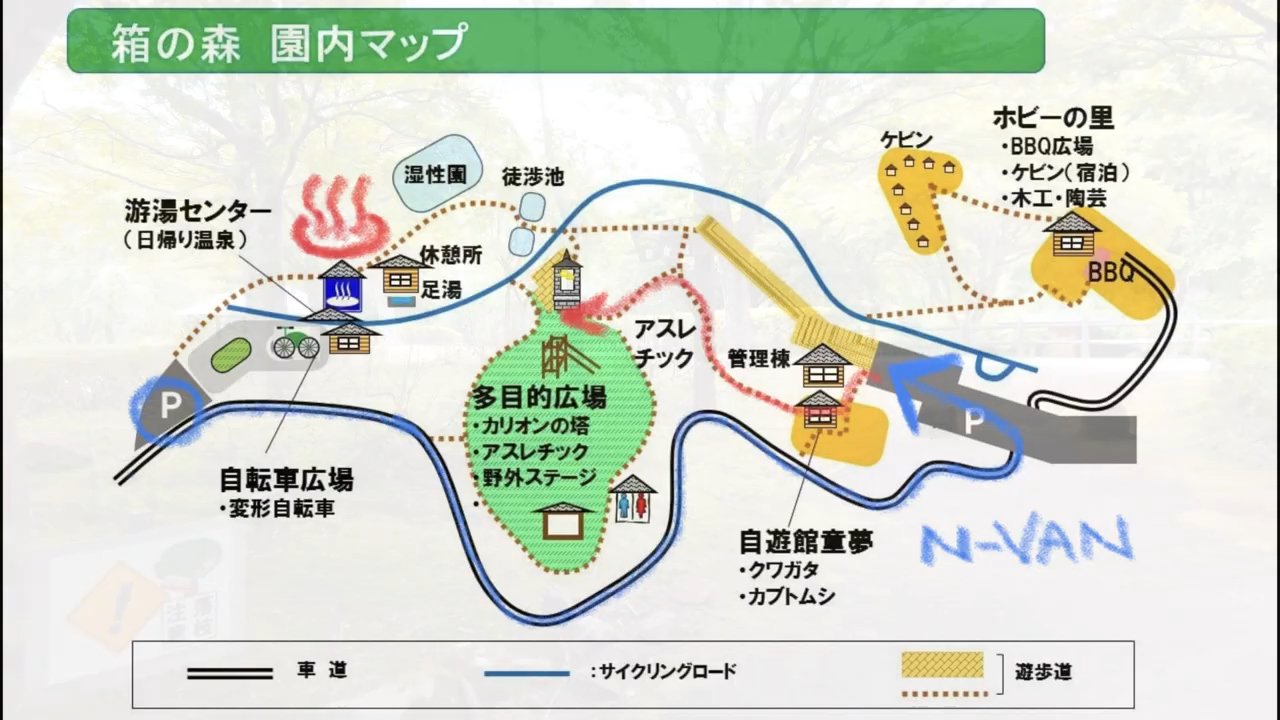 箱の森 園内マップ
ホビーの里
・BBQ広場
・ケビン（宿泊）
・木工・陶芸
ケビン
湿性園
徒渉池
游湯センター
（日帰り温泉）
休憩所
足湯
BBQ
アスレ
チック
管理棟
P
P
多目的広場
・カリオンの塔
・アスレチック
・野外ステージ
・
自転車広場
・変形自転車
N-VAN
自遊館童夢
・クワガタ
・カブトムシ
車 道
：サイクリングロード
遊歩道